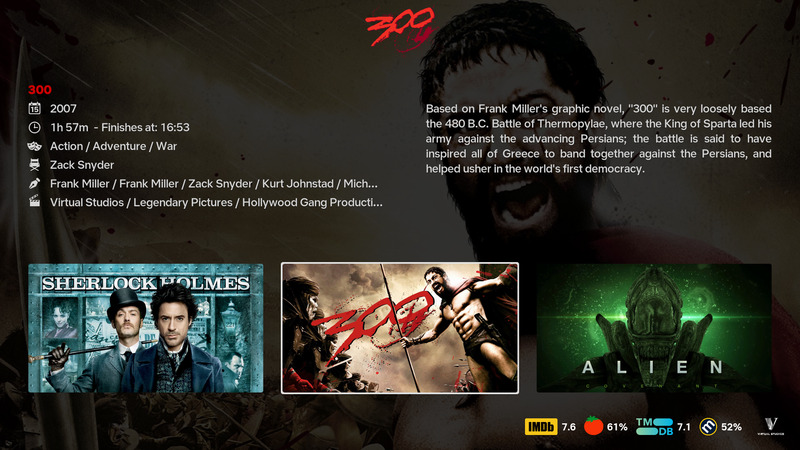 300
300
15
2007
1h 57m - Finishes at: 16:53
Action / Adventure / War
Zack Snyder
Frank Miller / Frank Miller / Zack Snyder / Kurt Johnstad / Mich...
Virtual Studios / Legendary Pictures / Hollywood Gang Producti...
Based on Frank Miller's graphic novel, "300" is very loosely based
the 480 B.C. Battle of Thermopylae, where the King of Sparta led his
army against the advancing Persians; the battle is said to have
inspired all of Greece to band together against the Persians, and
helped usher in the world's first democracy.
SHERLOCK HOLMES
300
ALIEN
COVENANT
IMDb 7.6
61%
TMDB 7.1
52%
VIRTUAL STUDIOS